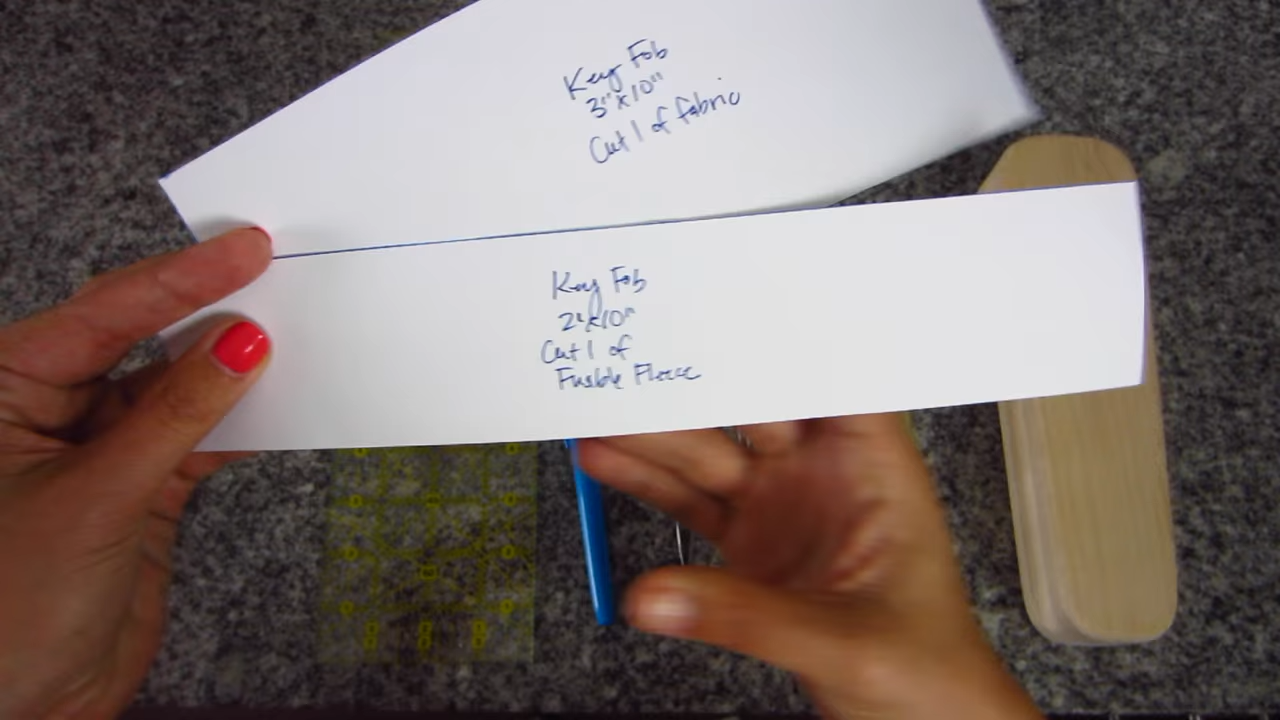 Key Fob
3"x10"
Cut 1 of fabric
Key Fob
2"x10"
Cut 1 of
Fusible Fleece